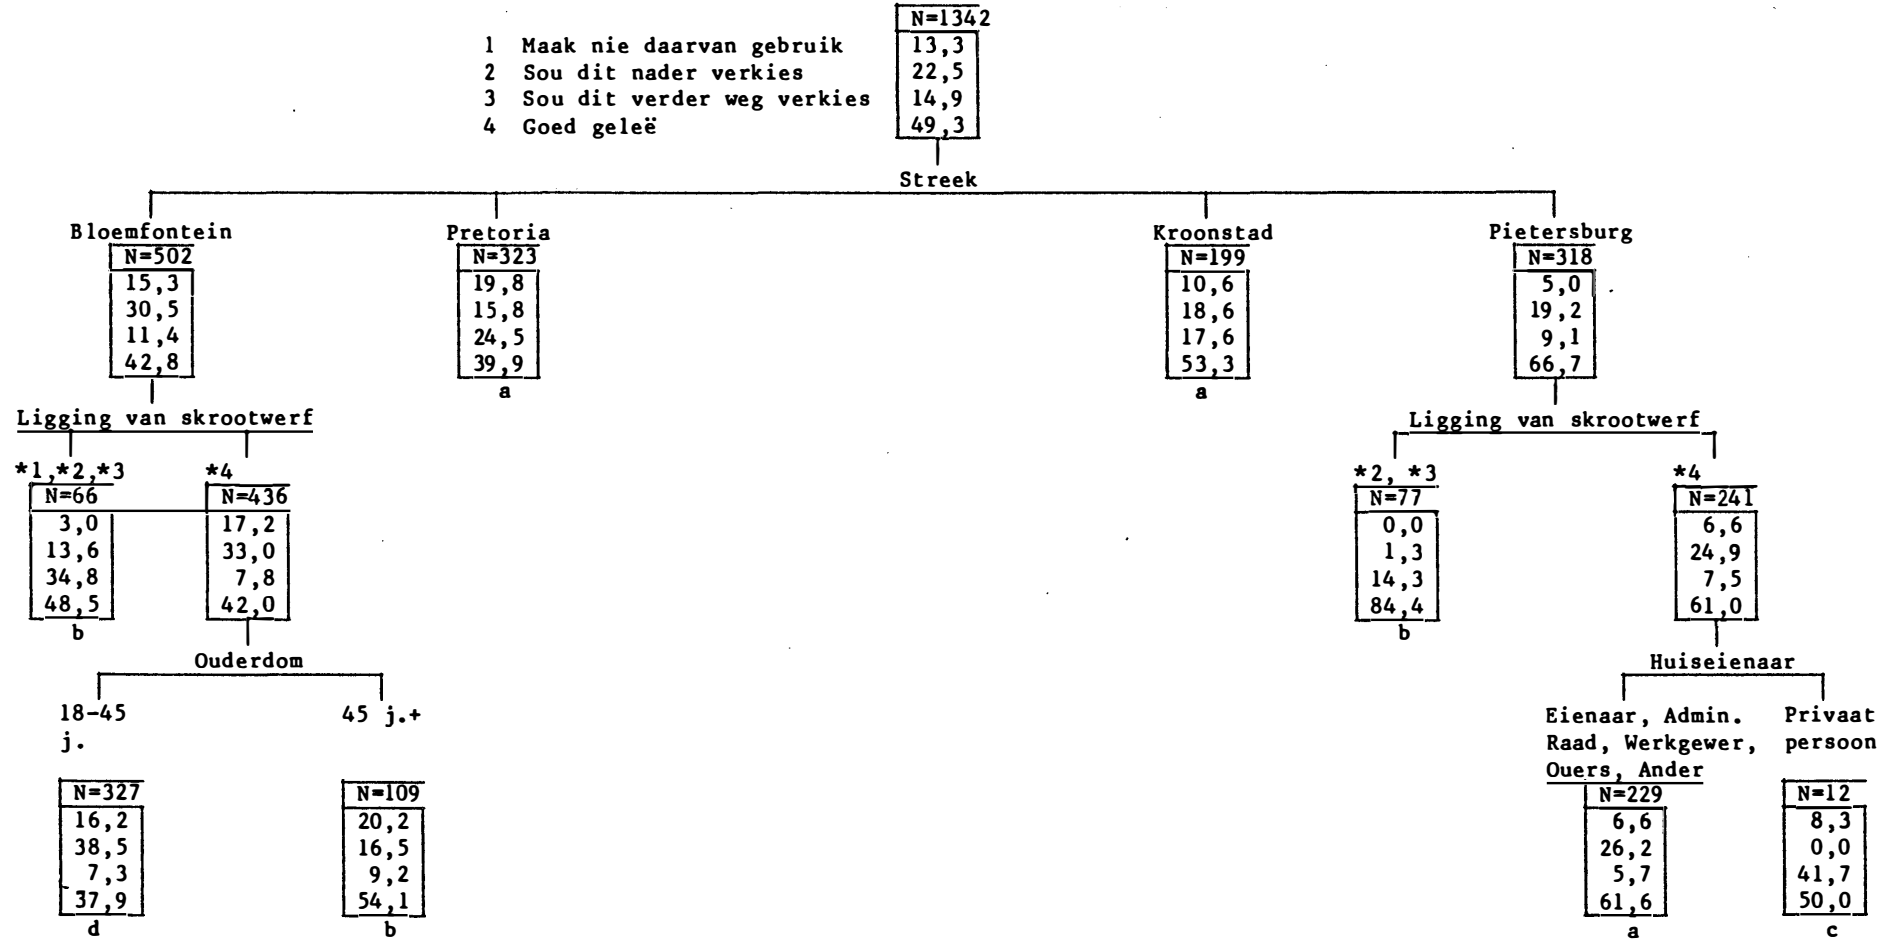 N=1342
1 Maak nie daarvan gebruik 13,3
2 Sou dit nader verkies 22,5
3 Sou dit verder weg verkies 14,9
4 Goed geleë 49,3
Streek
Bloemfontein Pretoria Kroonstad Pietersburg
N=502 N=323 N=199 N=318
15,3 19,8 10,6 5,0
30,5 15,8 18,6 19,2
11,4 24,5 17,6 9,1
42,8 39,9 53,3 66,7
a a
Ligging van skrootwerf Ligging van skrootwerf
*1,*2,*3 *4 *2, *3 *4
N=66 N=436 N=77 N=241
3,0 17,2 0,0 6,6
13,6 33,0 1,3 24,9
34,8 7,8 14,3 7,5
48,5 42,0 84,4 61,0
b b
Ouderdom Huiseienaar
18-45 45 j.+ Eienaar, Admin. Privaat
j. Raad, Werkgewer, persoon
Ouers, Ander
N=327 N=109 N=229 N=12
16,2 20,2 6,6 8,3
38,5 16,5 26,2 0,0
7,3 9,2 5,7 41,7
37,9 54,1 61,6 50,0
d b a c